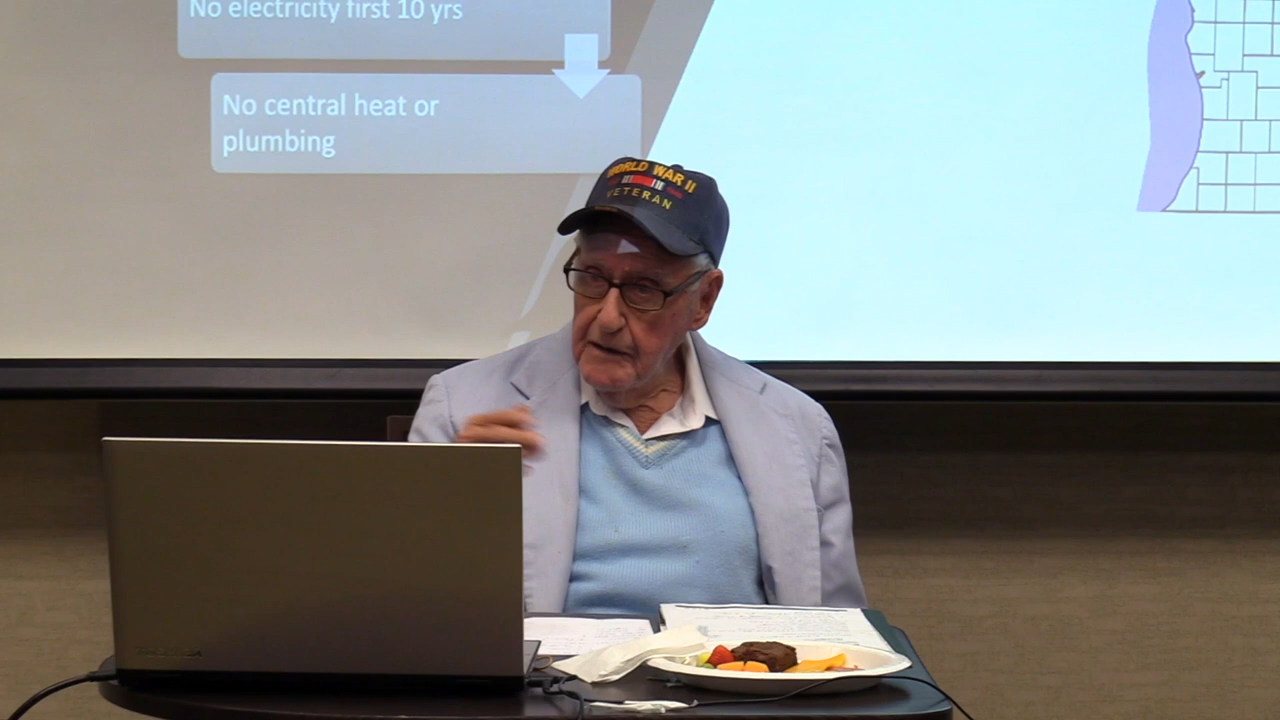 No electricity first 10 yrs
No central heat or
plumbing
WORLD WAR II
VETERAN